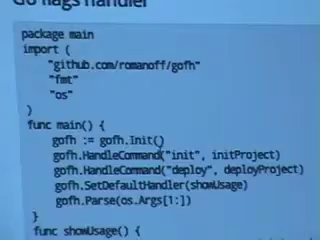 Go flags handler
package main
import (
"github.com/romanoff/gofh"
"fmt"
"os"
)
func main() {
gofh := gofh.Init()
gofh.HandleCommand("init", initProject)
gofh.HandleCommand("deploy", deployProject)
gofh.SetDefaultHandler(showUsage)
gofh.Parse(os.Args[1:])
}
func showUsage() {